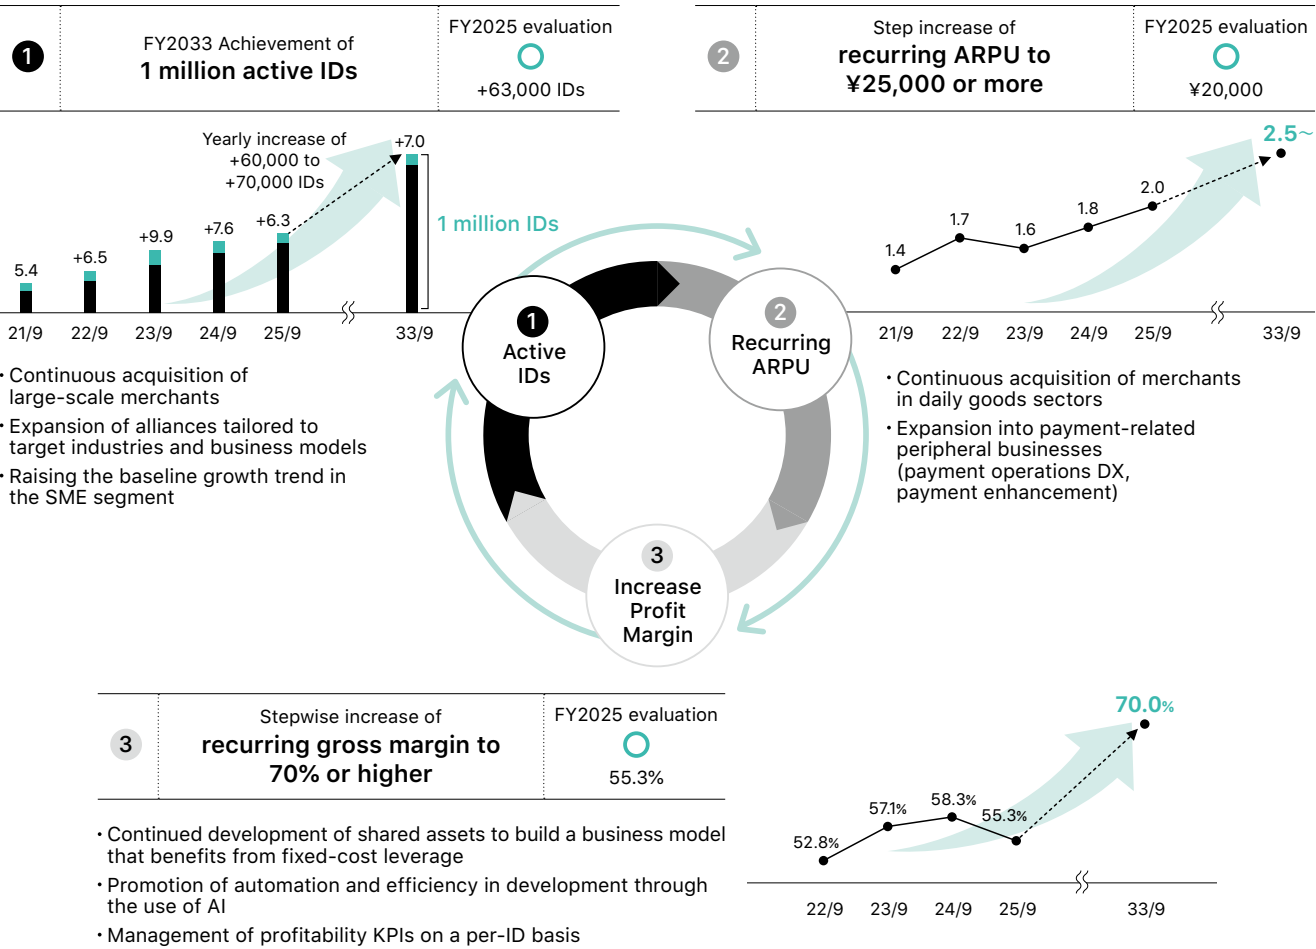 1
FY2033 Achievement of
1 million active IDs
FY2025 evaluation
+63,000 IDs
2
Step increase of
recurring ARPU to
¥25,000 or more
FY2025 evaluation
¥20,000
Yearly increase of
+60,000 to
+70,000 IDs
5.4
+6.5
+9.9
+7.6
+6.3
+7.0
1 million IDs
21/9
22/9
23/9
24/9
25/9
33/9
1.4
1.7
1.6
1.8
2.0
2.5~
21/9
22/9
23/9
24/9
25/9
33/9
・Continuous acquisition of
large-scale merchants
・Expansion of alliances tailored to
target industries and business models
・Raising the baseline growth trend in
the SME segment
1
Active
IDs
2
Recurring
ARPU
3
Increase
Profit
Margin
・Continuous acquisition of merchants
in daily goods sectors
・Expansion into payment-related
peripheral businesses
(payment operations DX,
payment enhancement)
3
Stepwise increase of
recurring gross margin to
70% or higher
FY2025 evaluation
55.3%
・Continued development of shared assets to build a business model
that benefits from fixed-cost leverage
・Promotion of automation and efficiency in development through
the use of AI
・Management of profitability KPIs on a per-ID basis
52.8%
57.1%
58.3%
55.3%
70.0%
22/9
23/9
24/9
25/9
33/9